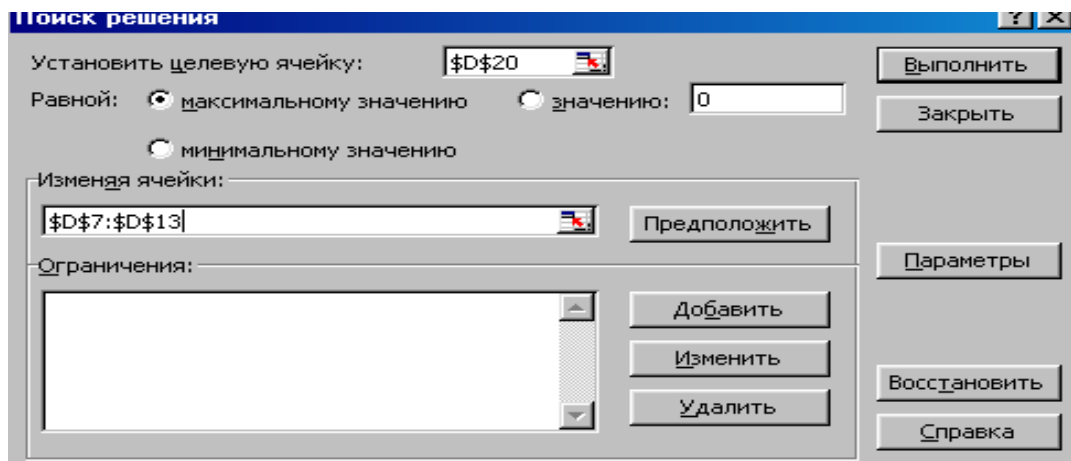 Поиск решения
Установить целевую ячейку: $D$20
Выполнить
Равной: максимальному значению значению: 0
Закрыть
минимальному значению
Изменяя ячейки:
$D$7:$D$13
Предположить
Ограничения:
Параметры
Добавить
Изменить
Восстановить
Удалить
Справка